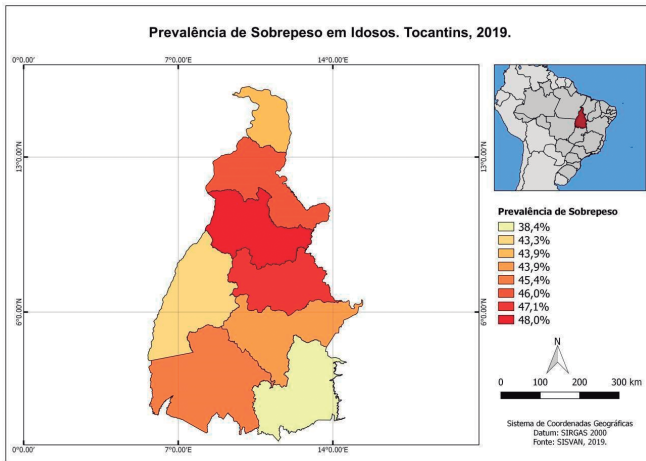 Prevalência de Sobrepeso em Idosos. Tocantins, 2019.
0°0.00' 7°0.00' 14°0.00'
13°0.00'N 13°0.00'N
6°0.00'N 6°0.00'N
0°0.00' 7°0.00' 14°0.00'
Prevalência de Sobrepeso
38,4%
43,3%
43,9%
43,9%
45,4%
46,0%
47,1%
48,0%
N
0 100 200 300 km
Sistema de Coordenadas Geográficas
Datum: SIRGAS 2000
Fonte: SISVAN, 2019.